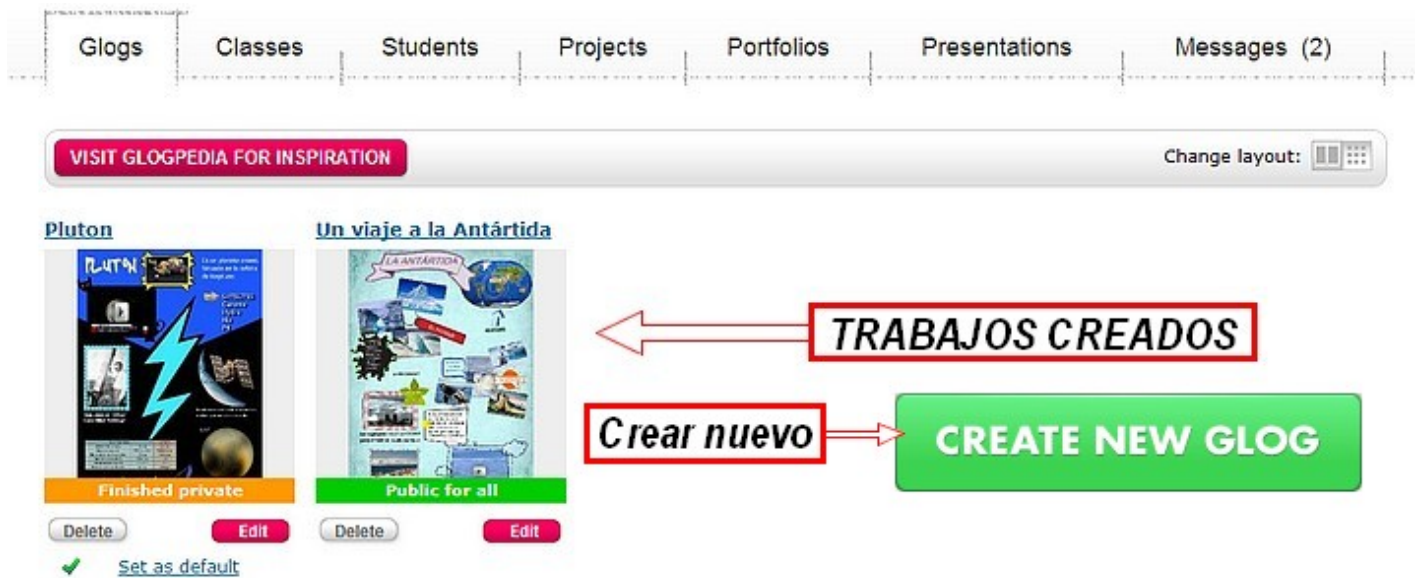 Glogs Classes Students Projects Portfolios Presentations Messages (2)
VISIT GLOGPEDIA FOR INSPIRATION
Change layout:
Pluton
Un viaje a la Antártida
PLUTON
LA ANTÁRTIDA
TRABAJOS CREADOS
Crear nuevo
CREATE NEW GLOG
Finished private
Public for all
Delete
Edit
Delete
Edit
Set as default